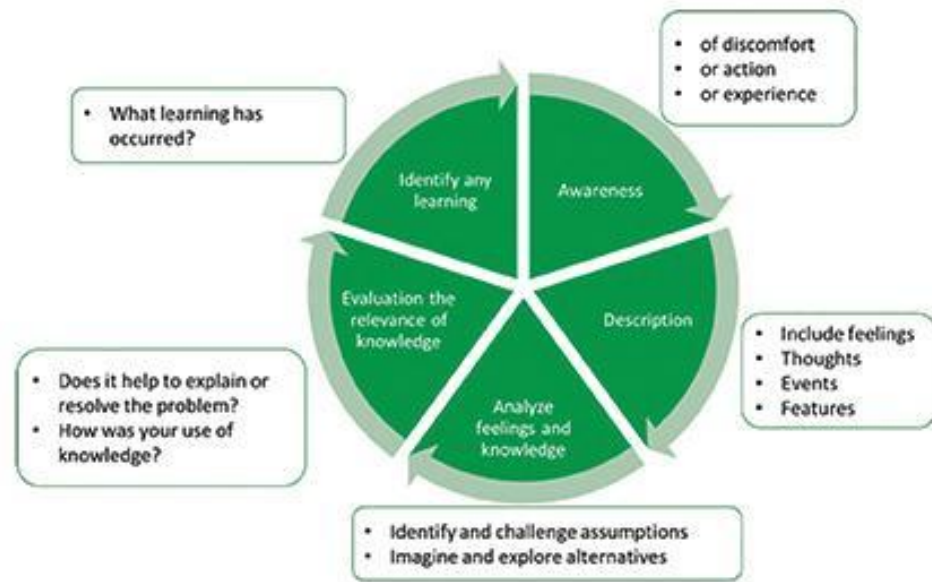 • of discomfort
• or action
• or experience
Awareness
• Include feelings
• Thoughts
• Events
• Features
Description
Analyze
feelings and
knowledge
• Identify and challenge assumptions
• Imagine and explore alternatives
Evaluation the
relevance of
knowledge
• Does it help to explain or
resolve the problem?
• How was your use of
knowledge?
Identify any
learning
• What learning has
occurred?